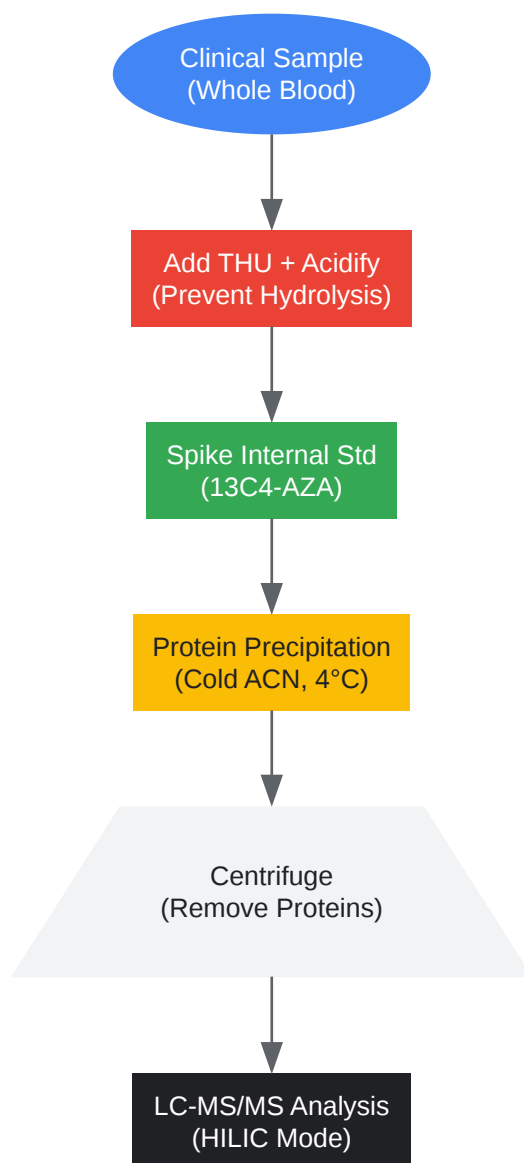 Clinical Sample
(Whole Blood)
Add THU + Acidify
(Prevent Hydrolysis)
Spike Internal Std
(13C4-AZA)
Protein Precipitation
(Cold ACN, 4°C)
Centrifuge
(Remove Proteins)
LC-MS/MS Analysis
(HILIC Mode)